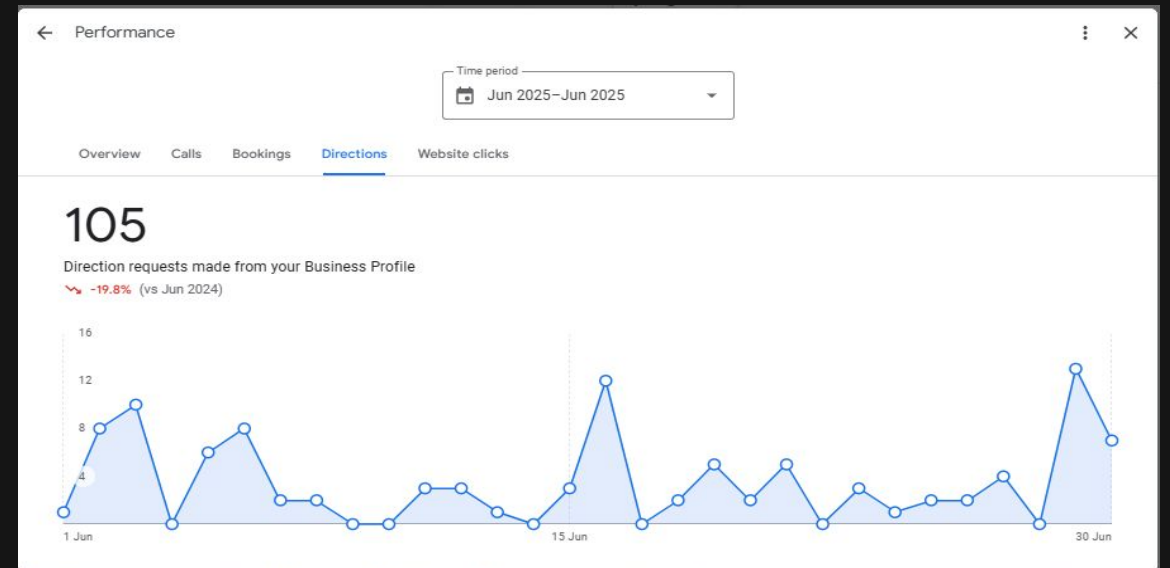 Performance
Time period
Jun 2025–Jun 2025
Overview Calls Bookings Directions Website clicks
105
Direction requests made from your Business Profile
-19.8% (vs Jun 2024)
16
12
8
4
1 Jun 15 Jun 30 Jun